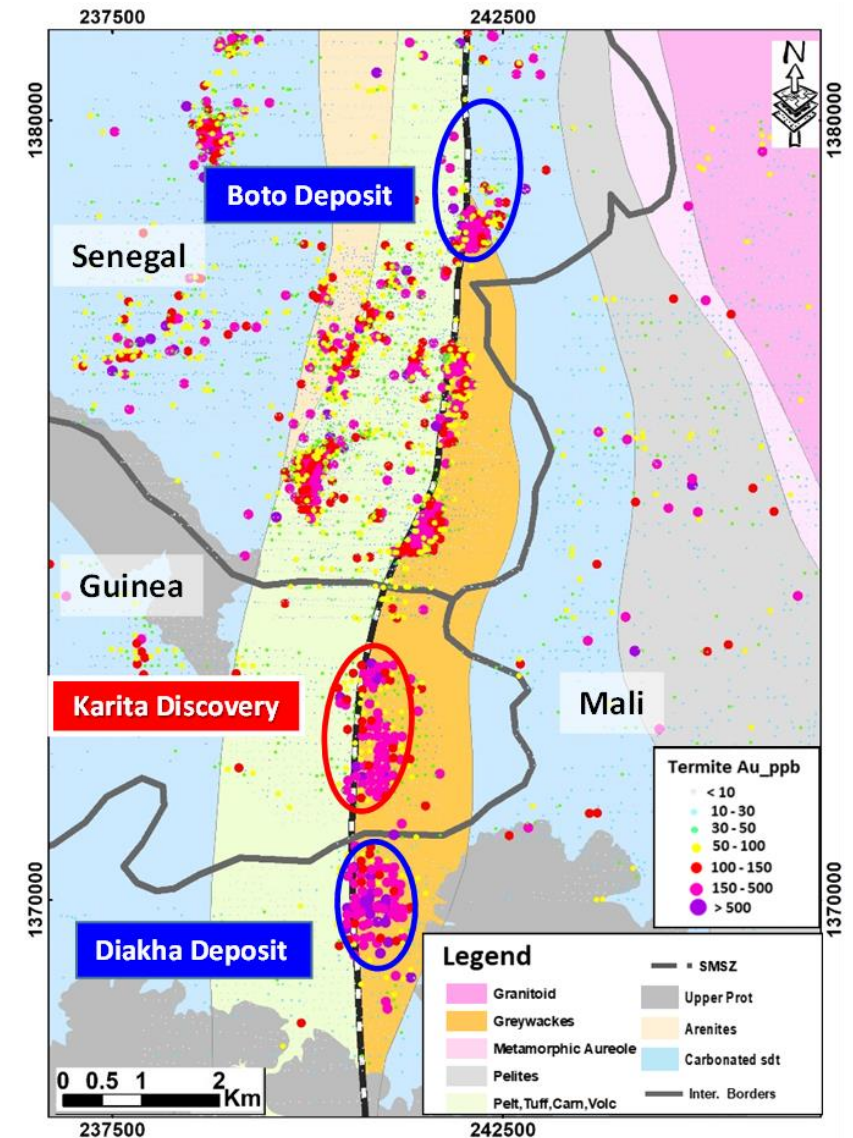 237500 242500
N
1380000 1380000
Boto Deposit
Senegal
Guinea
Karita Discovery
Mali
Termite Au_ppb
< 10
10 - 30
30 - 50
50 - 100
100 - 150
150 - 500
> 500
1370000 1370000
Diakha Deposit
Legend
Granitoid
Greywackes
Metamorphic Aureole
Pelites
Pelt,Tuff,Carn,Volc
SMSZ
Upper Prot
Arenites
Carbonated sdt
Inter. Borders
0 0.5 1 2
Km
237500 242500